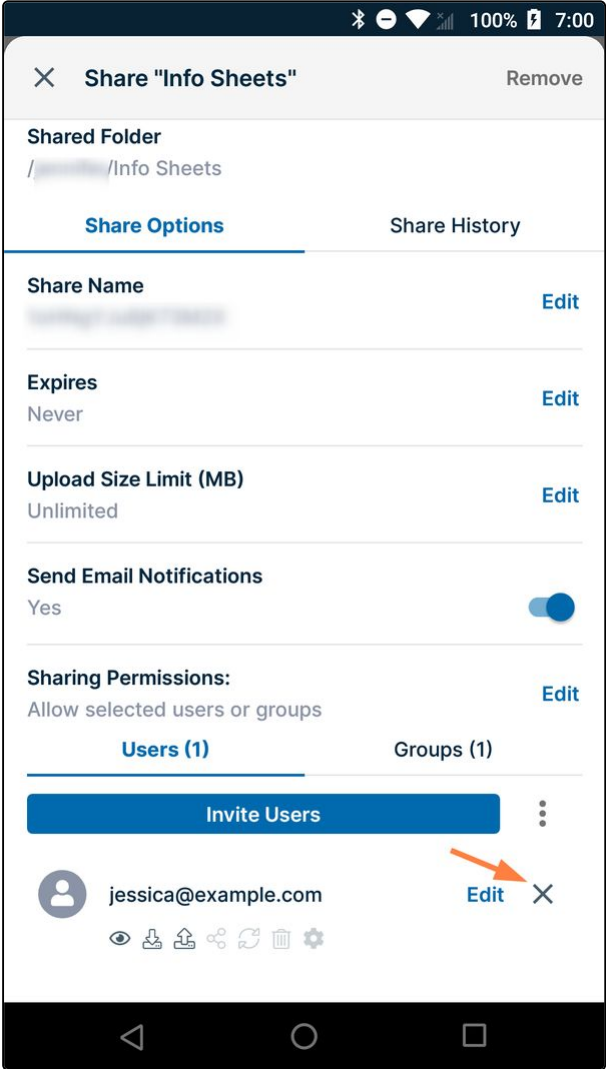 100% 7:00
Share "Info Sheets" Remove
Shared Folder
/ /Info Sheets
Share Options Share History
Share Name
Edit
Expires
Never
Edit
Upload Size Limit (MB)
Unlimited
Edit
Send Email Notifications
Yes
Sharing Permissions:
Allow selected users or groups
Edit
Users (1) Groups (1)
Invite Users
jessica@example.com Edit